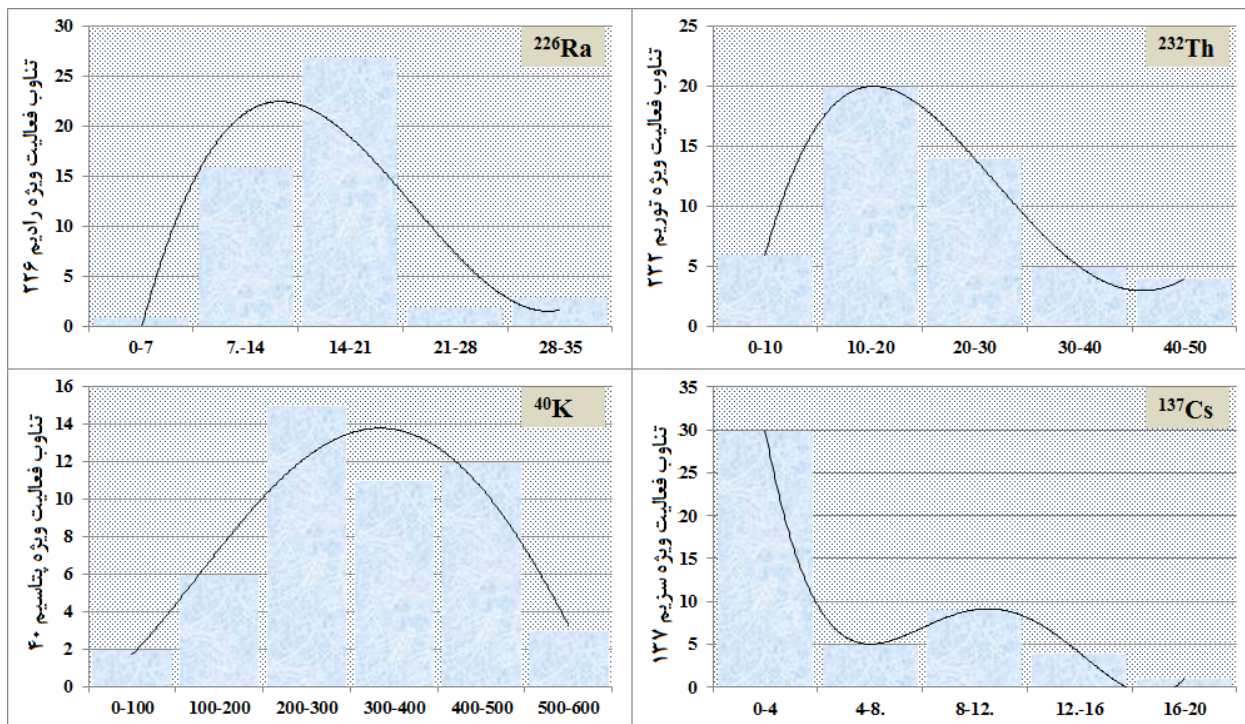 ²²⁶Ra
تناوب فعالیت ویژه رادیم ۲۲۶
30
25
20
15
10
5
0
0-7 7.-14 14-21 21-28 28-35
²³²Th
تناوب فعالیت ویژه توریم ۲۳۲
25
20
15
10
5
0
0-10 10.-20 20-30 30-40 40-50
⁴⁰K
تناوب فعالیت ویژه پتاسیم ۴۰
16
14
12
10
8
6
4
2
0
0-100 100-200 200-300 300-400 400-500 500-600
¹³⁷Cs
تناوب فعالیت ویژه سزیم ۱۳۷
35
30
25
20
15
10
5
0
0-4 4-8. 8-12. 12.-16 16-20